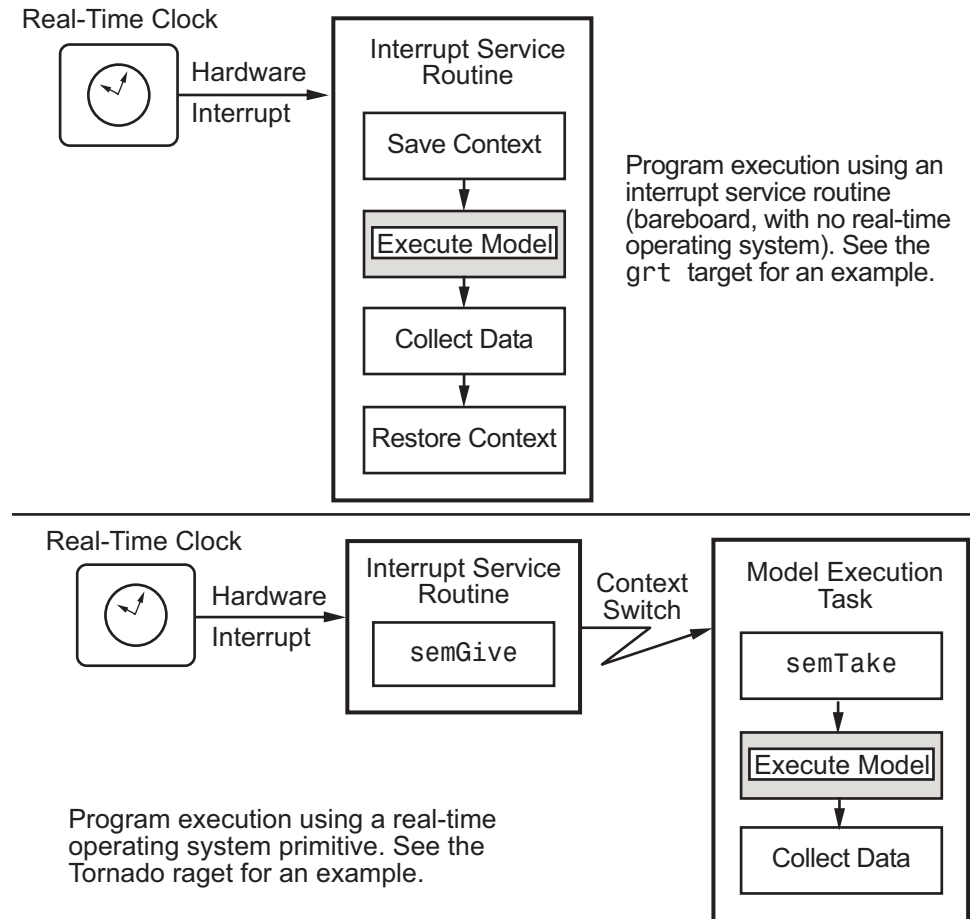 Real-Time Clock
Hardware
Interrupt
Interrupt Service
Routine
Save Context
Execute Model
Collect Data
Restore Context
Program execution using an
interrupt service routine
(bareboard, with no real-time
operating system). See the
grt target for an example.
Real-Time Clock
Hardware
Interrupt
Interrupt Service
Routine
semGive
Context
Switch
Model Execution
Task
semTake
Execute Model
Collect Data
Program execution using a real-time
operating system primitive. See the
Tornado raget for an example.